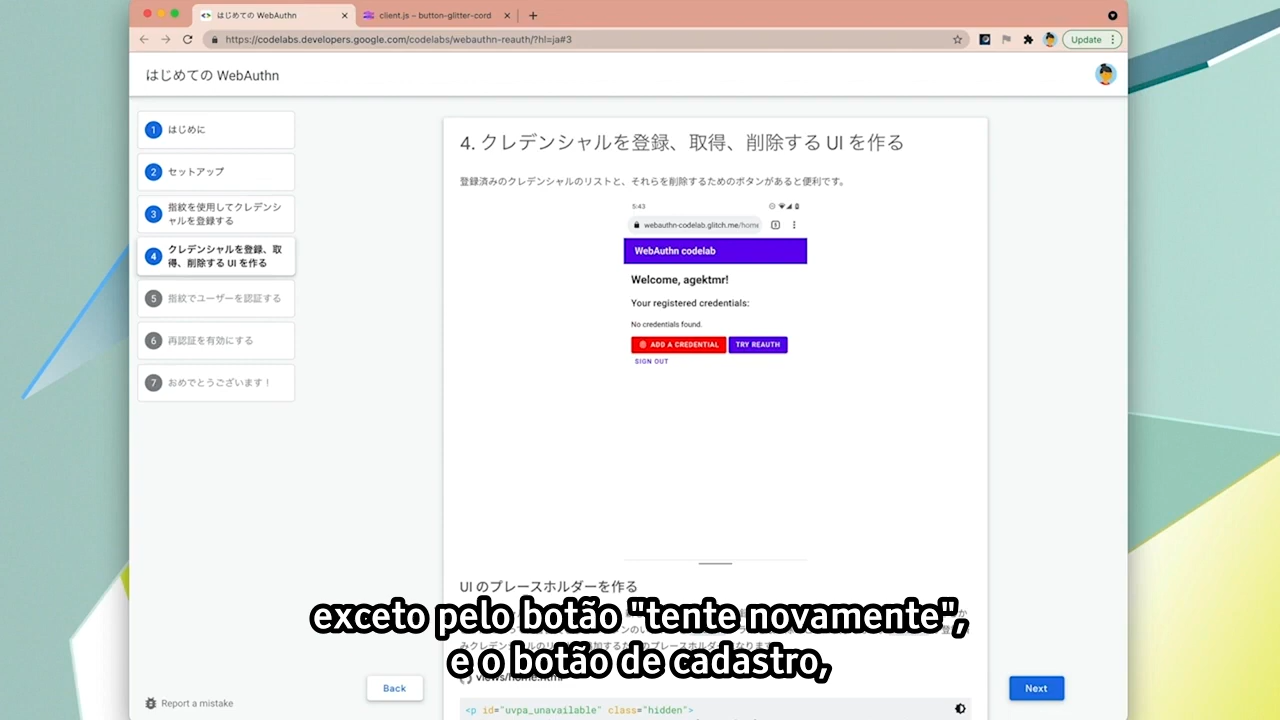 はじめての WebAuthn
client.js – button-glitter-cord
https://codelabs.developers.google.com/codelabs/webauthn-reauth/?hl=ja#3
Update
はじめての WebAuthn
1 はじめに
2 セットアップ
3 指紋を使用してクレデンシ
ャルを登録する
4 クレデンシャルを登録、取
得、削除する UI を作る
5 指紋でユーザーを認証する
6 再認証を有効にする
7 おめでとうございます！
Report a mistake
4. クレデンシャルを登録、取得、削除する UI を作る
登録済みのクレデンシャルのリストと、それらを削除するためのボタンがあると便利です。
5:43
webauthn-codelab.glitch.me/home
WebAuthn codelab
Welcome, agektmr!
Your registered credentials:
No credentials found.
ADD A CREDENTIAL
TRY REAUTH
SIGN OUT
UI のプレースホルダーを作る
views/home.html
<p id="uvpa_unavailable" class="hidden">
Back
Next
exceto pelo botão "tente novamente",
e o botão de cadastro,